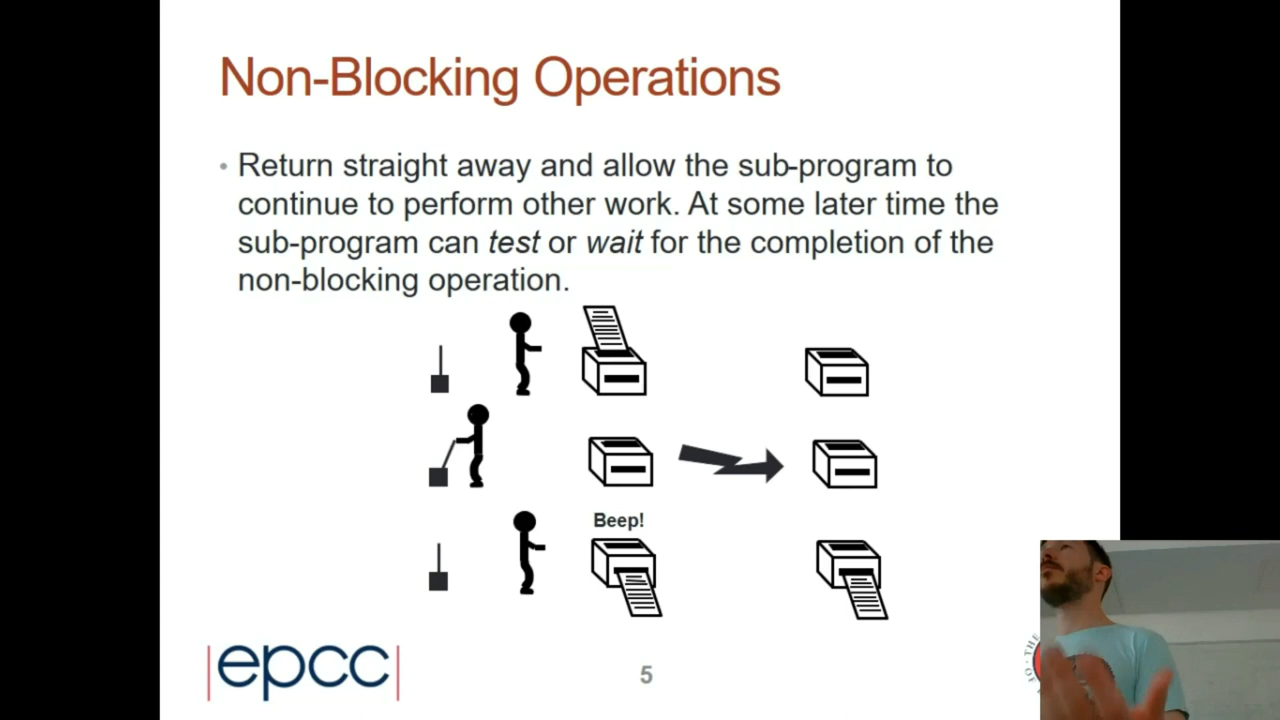 Non-Blocking Operations
• Return straight away and allow the sub-program to
continue to perform other work. At some later time the
sub-program can test or wait for the completion of the
non-blocking operation.
Beep!
|epcc|
5
THE